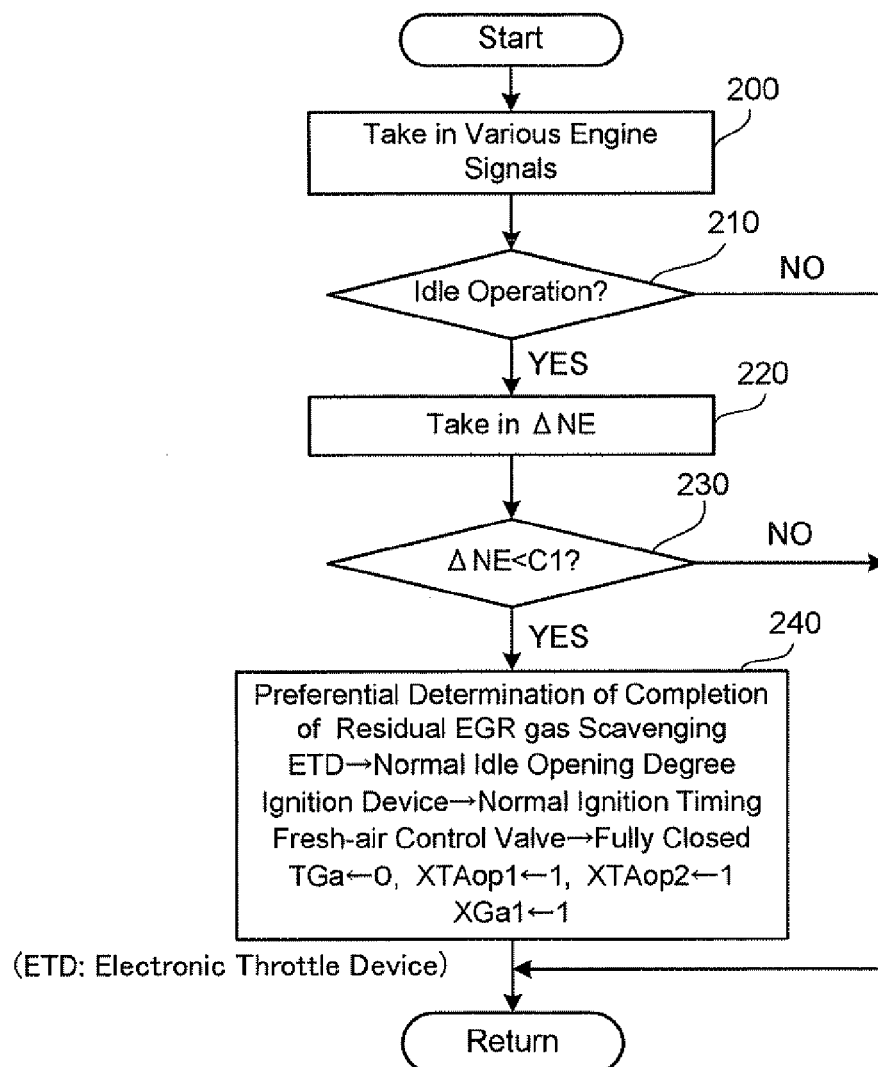 Start
200
Take in Various Engine
Signals
210
Idle Operation?
NO
YES
220
Take in ΔNE
230
ΔNE<C1?
NO
YES
240
Preferential Determination of Completion
of Residual EGR gas Scavenging
ETD→Normal Idle Opening Degree
Ignition Device→Normal Ignition Timing
Fresh-air Control Valve→Fully Closed
TGa←0, XTAop1←1, XTAop2←1
XGa1←1
(ETD: Electronic Throttle Device)
Return